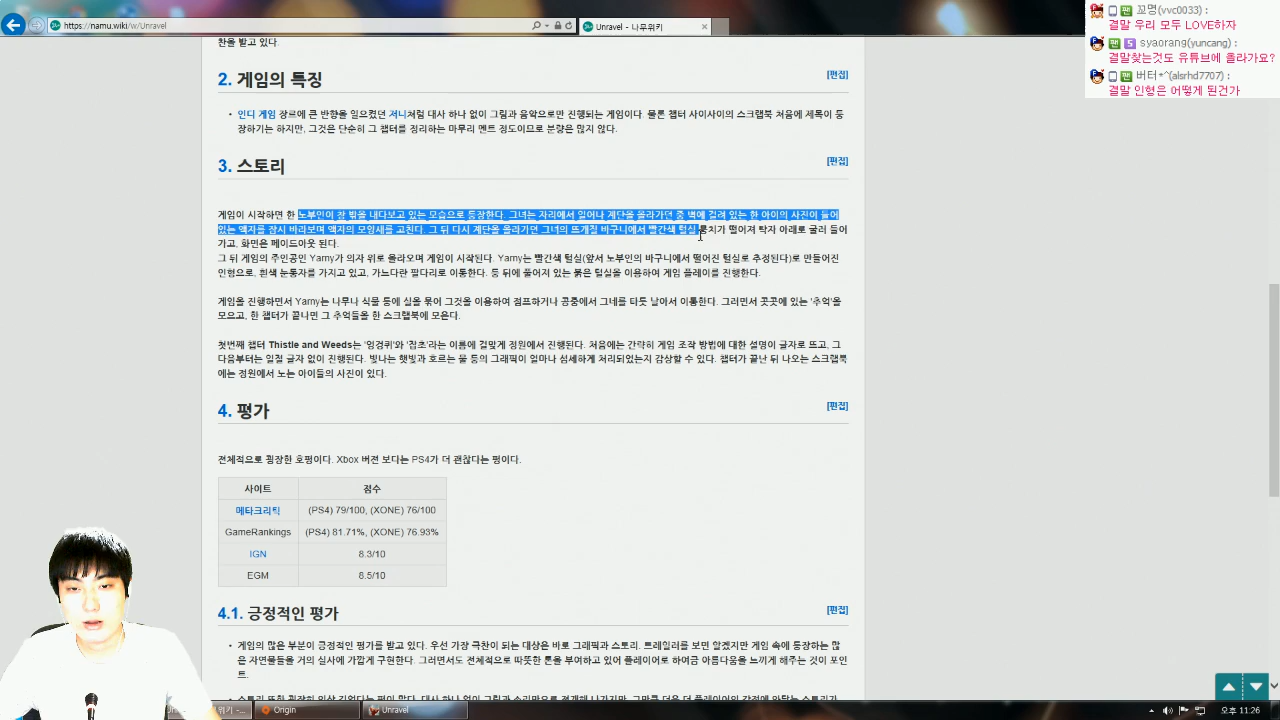 https://namu.wiki/w/Unravel
Unravel - 나무위키
꼬명(vvc0033) :
결말 우리 모두 LOVE하자
syaorang(yuncang) :
결말찾는것도 유튜브에 올라가요?
버터*^(alsrhd7707) :
결말 인형은 어떻게 된건가
찬을 받고 있다.
2. 게임의 특징
[편집]
• 인디 게임 장르에 큰 반향을 일으켰던 저니처럼 대사 하나 없이 그림과 음악으로만 진행되는 게임이다. 물론 챕터 사이사이의 스크랩북 처음에 제목이 등
장하기는 하지만, 그것은 단순히 그 챕터를 정리하는 마무리 멘트 정도이므로 분량은 많지 않다.
3. 스토리
[편집]
게임이 시작하면 한 노부인이 창 밖을 내다보고 있는 모습으로 등장한다. 그녀는 자리에서 일어나 계단을 올라가던 중 벽에 걸려 있는 한 아이의 사진이 들어
있는 액자를 잠시 바라보며 액자의 모양새를 고친다. 그 뒤 다시 계단을 올라가던 그녀의 뜨개질 바구니에서 빨간색 털실 뭉치가 떨어져 탁자 아래로 굴러 들어
가고, 화면은 페이드아웃 된다.
그 뒤 게임의 주인공인 Yarny가 의자 위로 올라오며 게임이 시작된다. Yarny는 빨간색 털실(앞서 노부인의 바구니에서 떨어진 털실로 추정된다)로 만들어진
인형으로, 흰색 눈동자를 가지고 있고, 가느다란 팔다리로 이동한다. 등 뒤에 풀어져 있는 붉은 털실을 이용하여 게임 플레이를 진행한다.
게임을 진행하면서 Yarny는 나무나 식물 등에 실을 묶어 그것을 이용하여 점프하거나 공중에서 그네를 타듯 날아서 이동한다. 그러면서 곳곳에 있는 '추억'을
모으고, 한 챕터가 끝나면 그 추억들을 한 스크랩북에 모은다.
첫번째 챕터 Thistle and Weeds는 '엉겅퀴'와 '잡초'라는 이름에 걸맞게 정원에서 진행된다. 처음에는 간략히 게임 조작 방법에 대한 설명이 글자로 뜨고, 그
다음부터는 일절 글자 없이 진행된다. 빛나는 햇빛과 흐르는 물 등의 그래픽이 얼마나 섬세하게 처리되었는지 감상할 수 있다. 챕터가 끝난 뒤 나오는 스크랩북
에는 정원에서 노는 아이들의 사진이 있다.
4. 평가
[편집]
전체적으로 굉장한 호평이다. Xbox 버전 보다는 PS4가 더 괜찮다는 평이다.
사이트 점수
메타크리틱 (PS4) 79/100, (XONE) 76/100
GameRankings (PS4) 81.71%, (XONE) 76.93%
IGN 8.3/10
EGM 8.5/10
4.1. 긍정적인 평가
[편집]
• 게임의 많은 부분이 긍정적인 평가를 받고 있다. 우선 가장 극찬이 되는 대상은 바로 그래픽과 스토리. 트레일러를 보면 알겠지만 게임 속에 등장하는 많
은 자연물들을 거의 실사에 가깝게 구현한다. 그러면서도 전체적으로 따뜻한 톤을 부여하고 있어 플레이어로 하여금 아름다움을 느끼게 해주는 것이 포인
트.
Origin
Unravel
오후 11:26